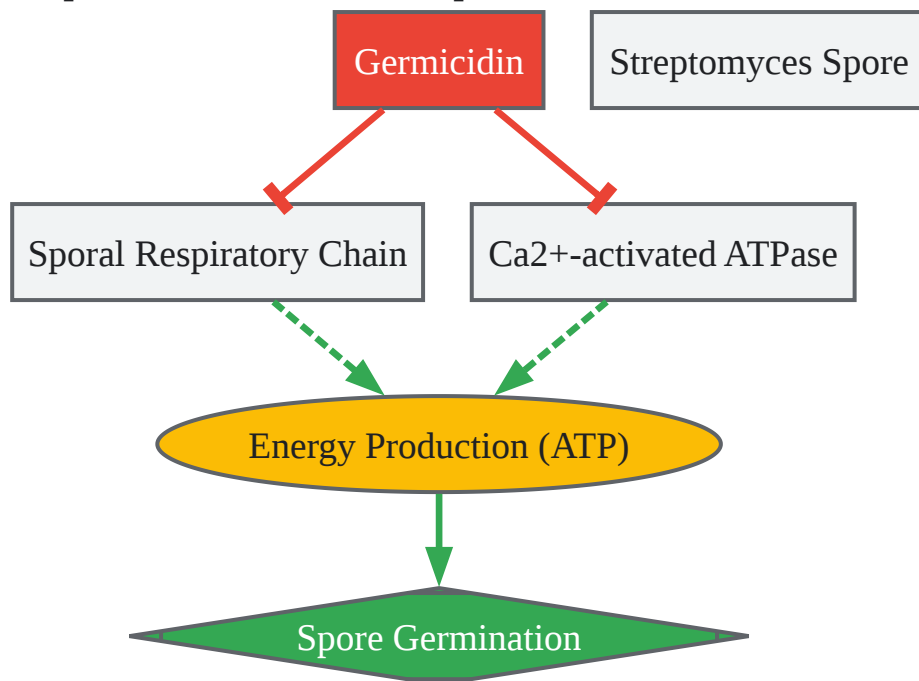 Germicidin
Streptomyces Spore
Sporal Respiratory Chain
Ca2+-activated ATPase
Energy Production (ATP)
Spore Germination